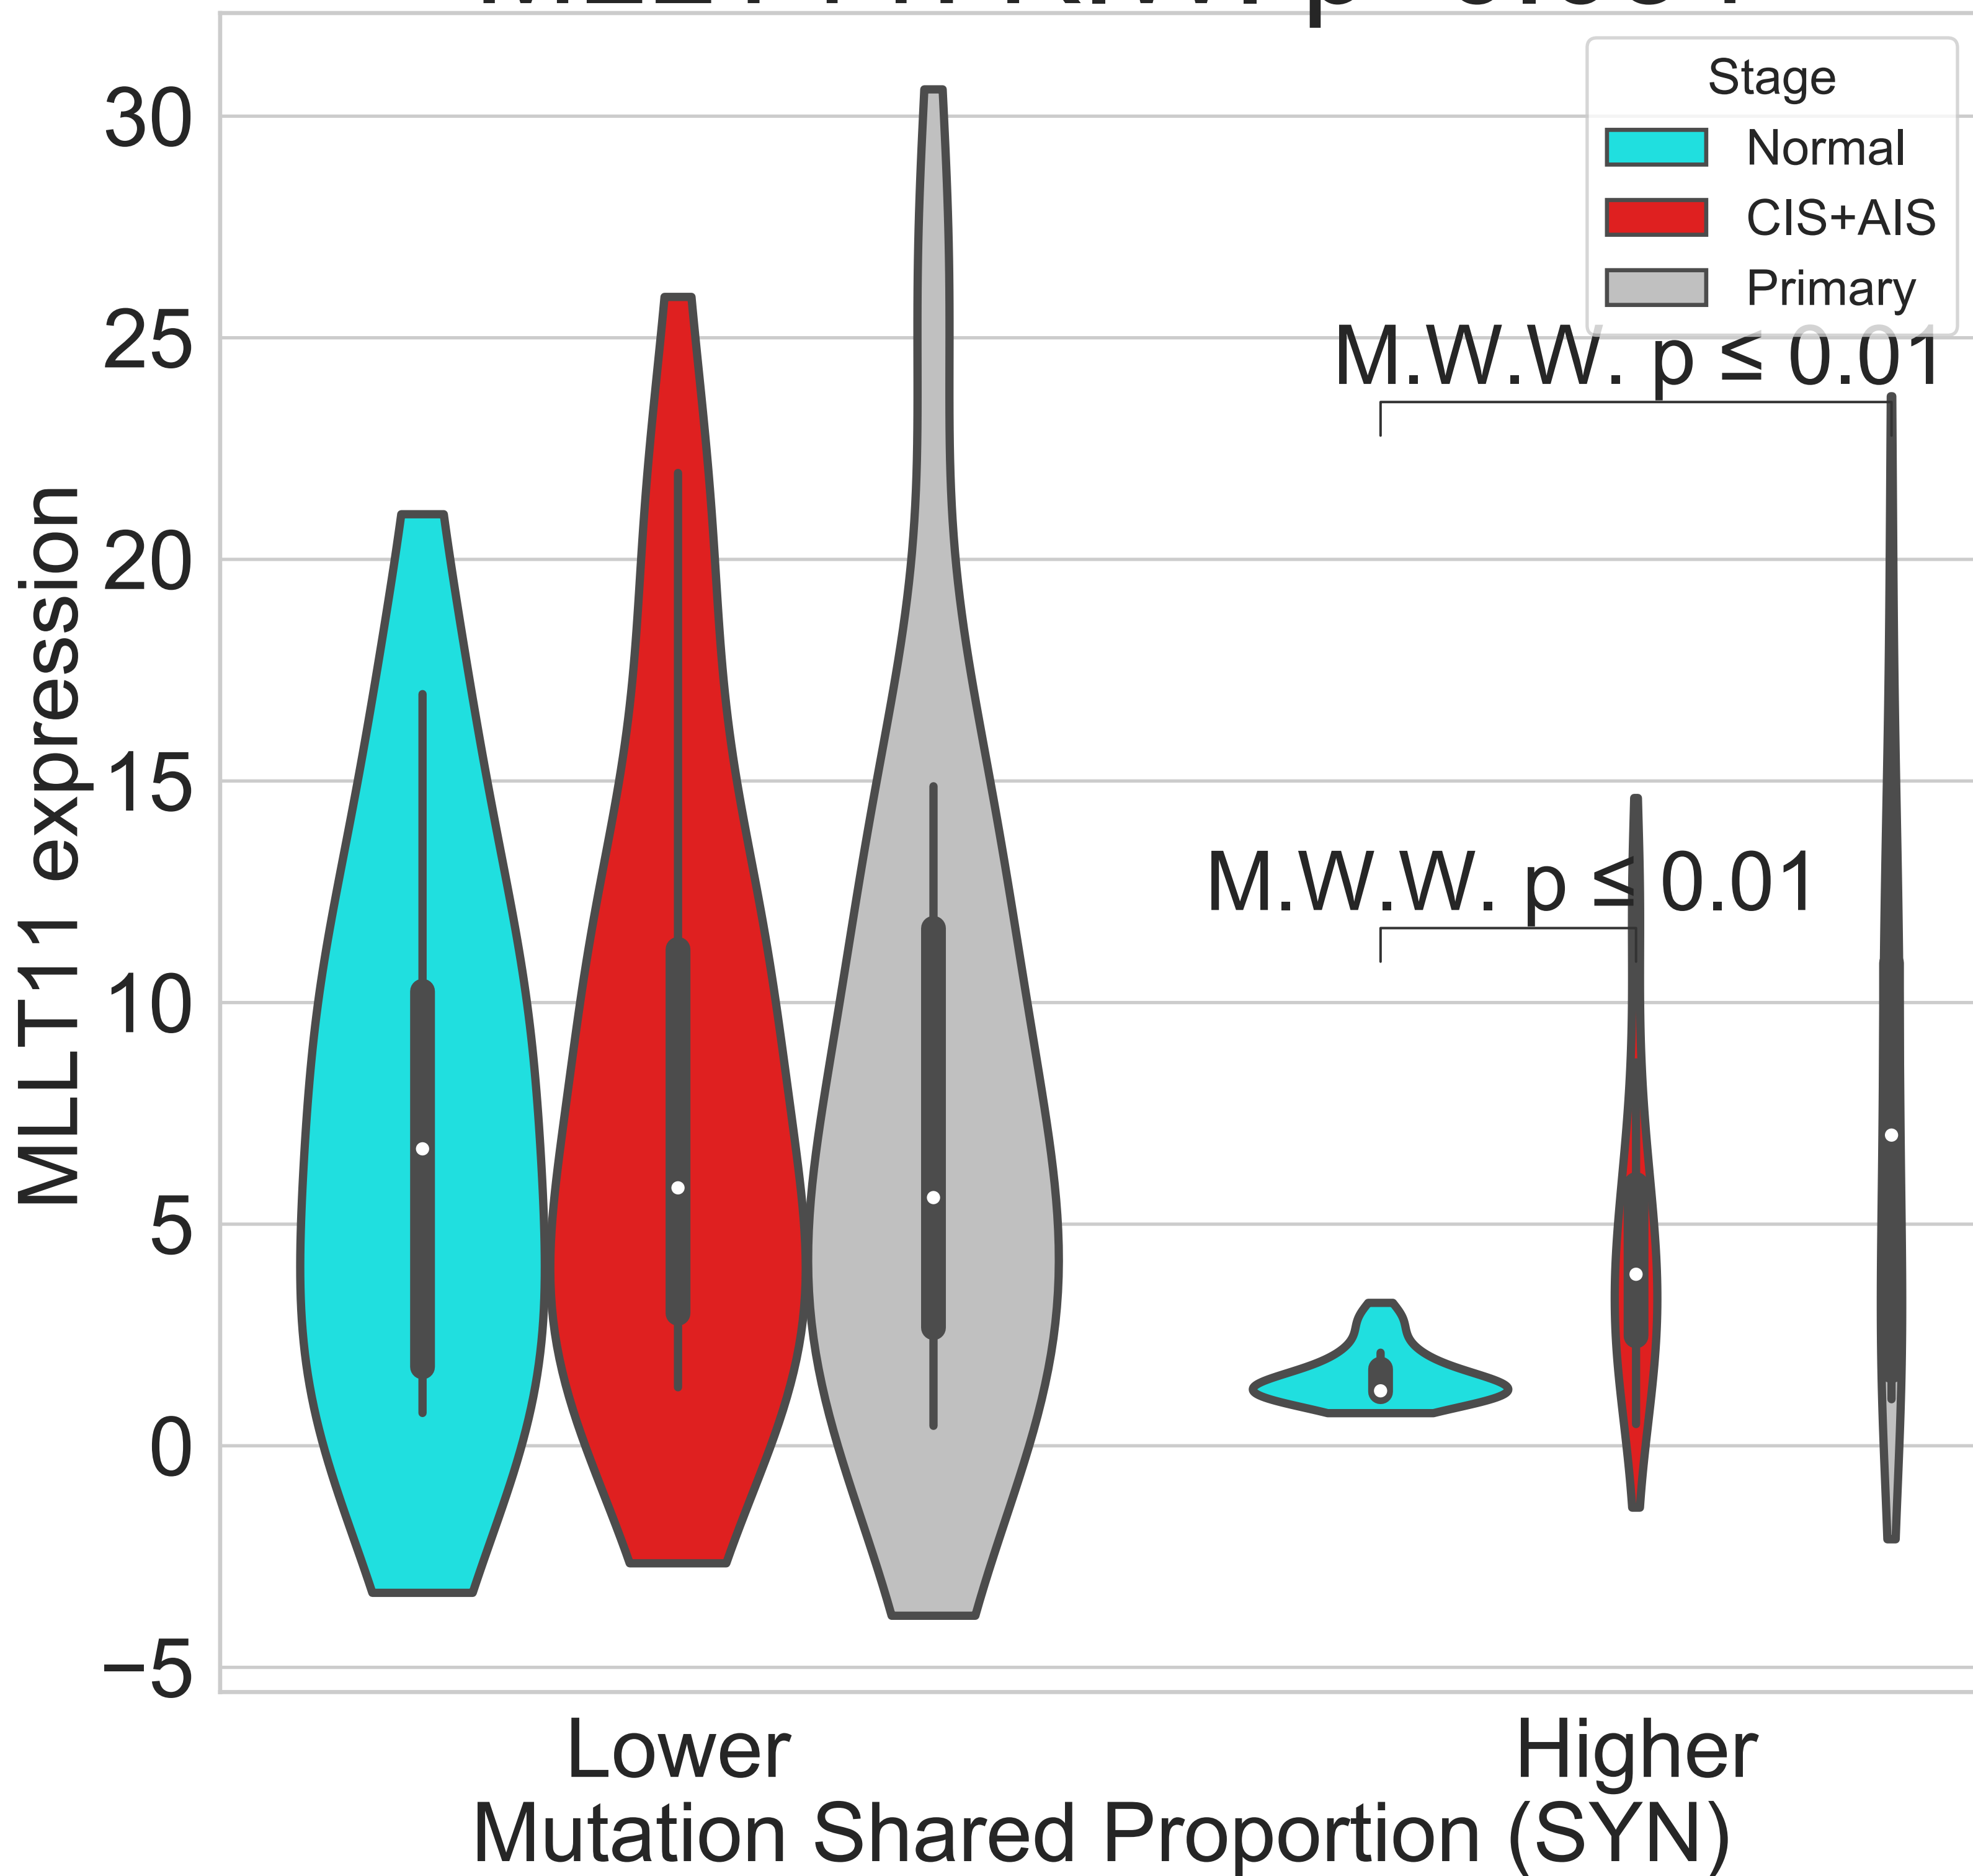 Stage
Normal
CIS+AIS
Primary
30
25
20
15
10
5
0
−5
MLLT11 expression
M.W.W. p ≤ 0.01
M.W.W. p ≤ 0.01
Lower
Higher
Mutation Shared Proportion (SYN)